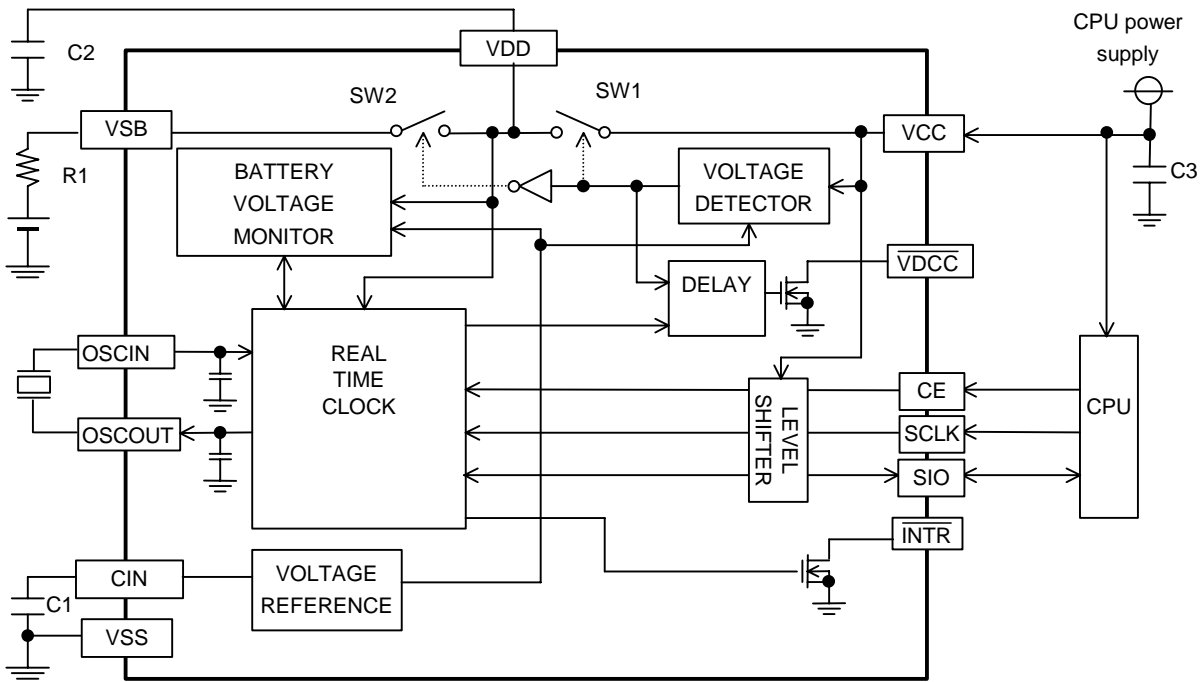 CPU power
supply
C2
VDD
SW2
SW1
VSB
VCC
R1
BATTERY
VOLTAGE
MONITOR
VOLTAGE
DETECTOR
C3
VDCC
DELAY
OSCIN
REAL
TIME
CLOCK
LEVEL
SHIFTER
CE
CPU
OSCOUT
SCLK
SIO
INTR
CIN
VOLTAGE
REFERENCE
C1
VSS